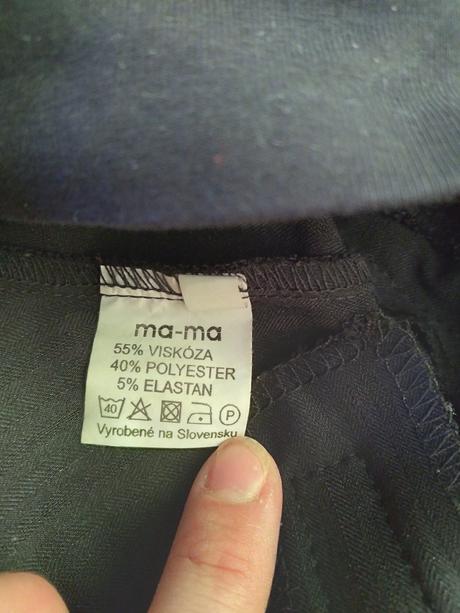 ma-ma
55% VISKÓZA
40% POLYESTER
5% ELASTAN
40 P
Vyrobené na Slovensku